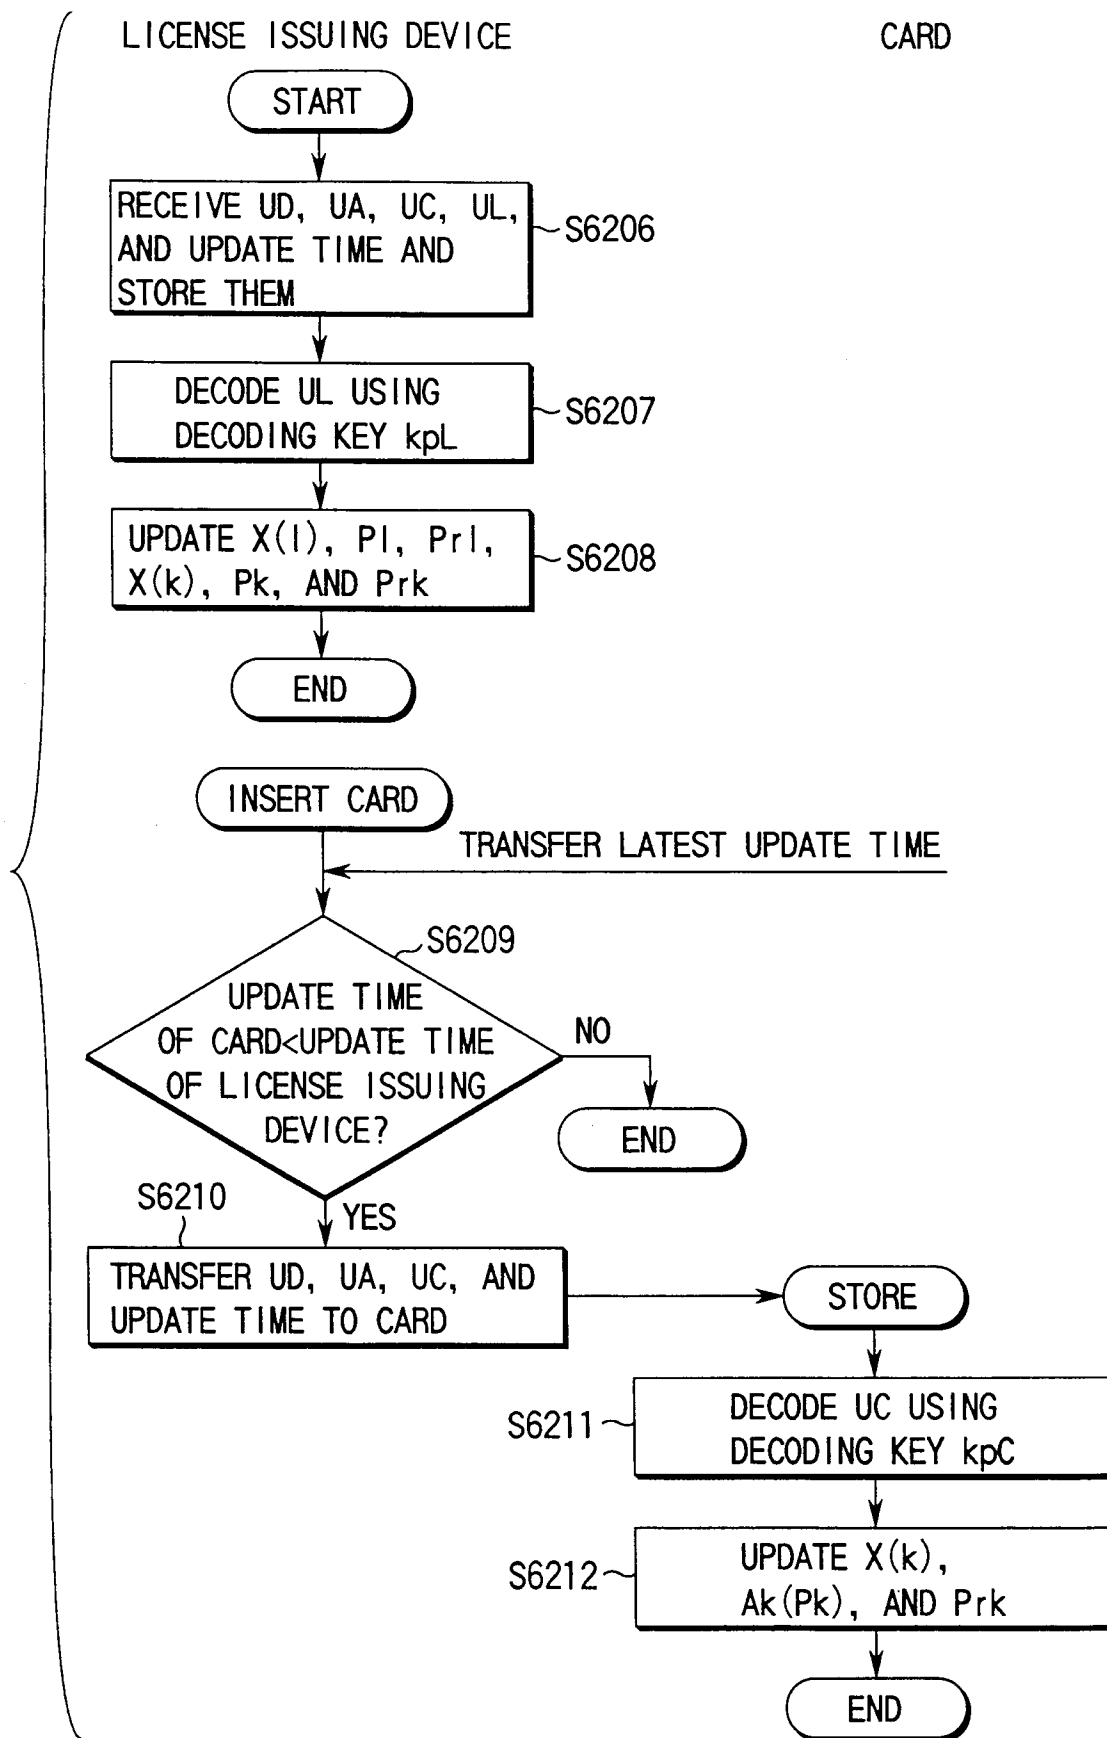 LICENSE ISSUING DEVICE
CARD
START
RECEIVE UD, UA, UC, UL,
AND UPDATE TIME AND
STORE THEM
S6206
DECODE UL USING
DECODING KEY kpL
S6207
UPDATE X(l), Pl, Prl,
X(k), Pk, AND Prk
S6208
END
INSERT CARD
TRANSFER LATEST UPDATE TIME
S6209
UPDATE TIME
OF CARD<UPDATE TIME
OF LICENSE ISSUING
DEVICE?
NO
END
S6210
YES
TRANSFER UD, UA, UC, AND
UPDATE TIME TO CARD
STORE
S6211
DECODE UC USING
DECODING KEY kpC
S6212
UPDATE X(k),
Ak(Pk), AND Prk
END